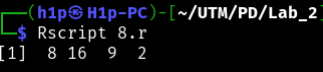 ┌──(h1p㉿H1p-PC)-[~/UTM/PD/Lab_2]
└─$ Rscript 8.r
[1]  8 16  9  2